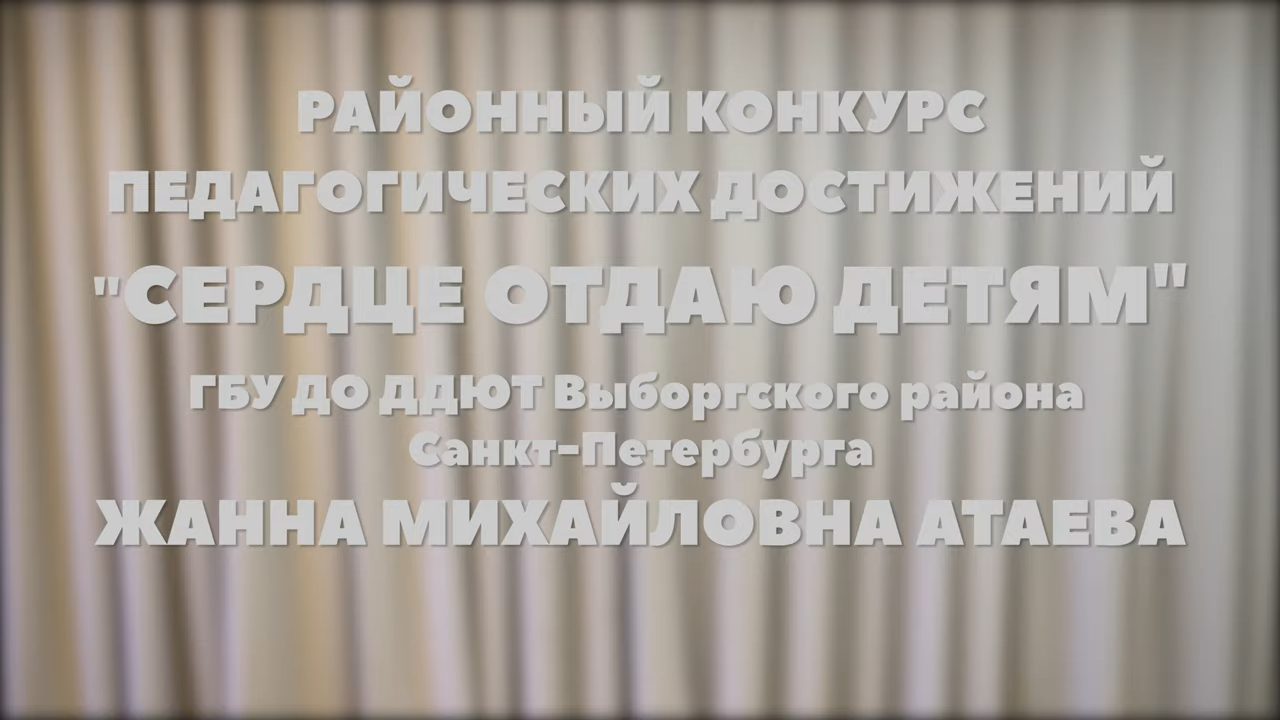 РАЙОННЫЙ КОНКУРС
ПЕДАГОГИЧЕСКИХ ДОСТИЖЕНИЙ
"СЕРДЦЕ ОТДАЮ ДЕТЯМ"
ГБУ ДО ДДЮТ Выборгского района
Санкт-Петербурга
ЖАННА МИХАЙЛОВНА АТАЕВА